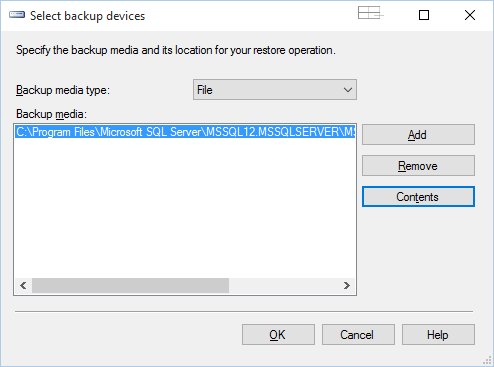 Select backup devices
Specify the backup media and its location for your restore operation.
Backup media type:
File
Backup media:
C:\Program Files\Microsoft SQL Server\MSSQL12.MSSQLSERVER\MS
Add
Remove
Contents
OK
Cancel
Help